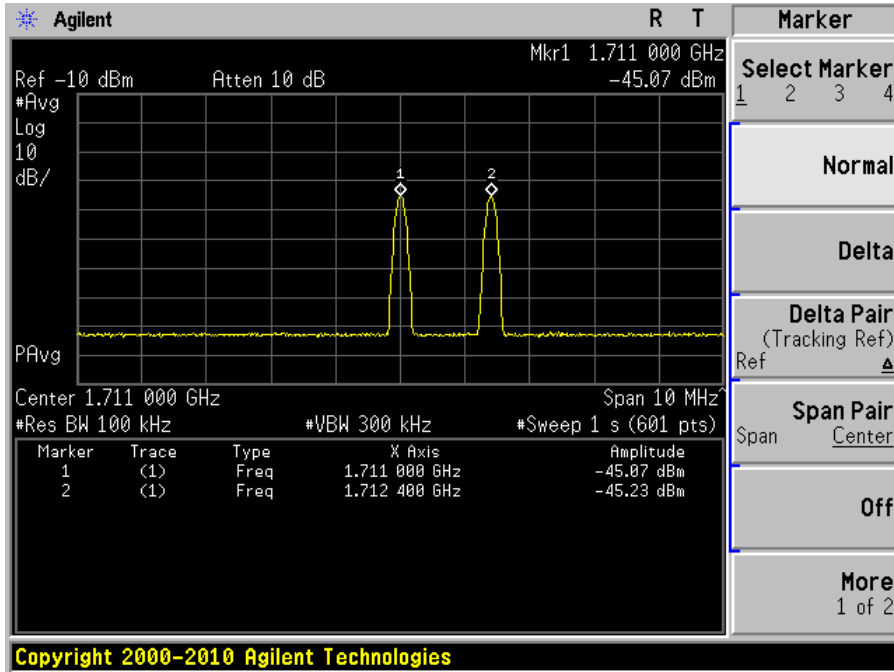 Agilent R T Marker
Mkr1 1.711 000 GHz
Ref −10 dBm Atten 10 dB −45.07 dBm
#Avg
Log
10
dB/
1 2
PAvg
Center 1.711 000 GHz Span 10 MHz^
#Res BW 100 kHz #VBW 300 kHz #Sweep 1 s (601 pts)
Marker Trace Type X Axis Amplitude
1 (1) Freq 1.711 000 GHz −45.07 dBm
2 (1) Freq 1.712 400 GHz −45.23 dBm
Select Marker
1 2 3 4
Normal
Delta
Delta Pair
(Tracking Ref)
Ref Δ
Span Pair
Span Center
Off
More
1 of 2
Copyright 2000–2010 Agilent Technologies